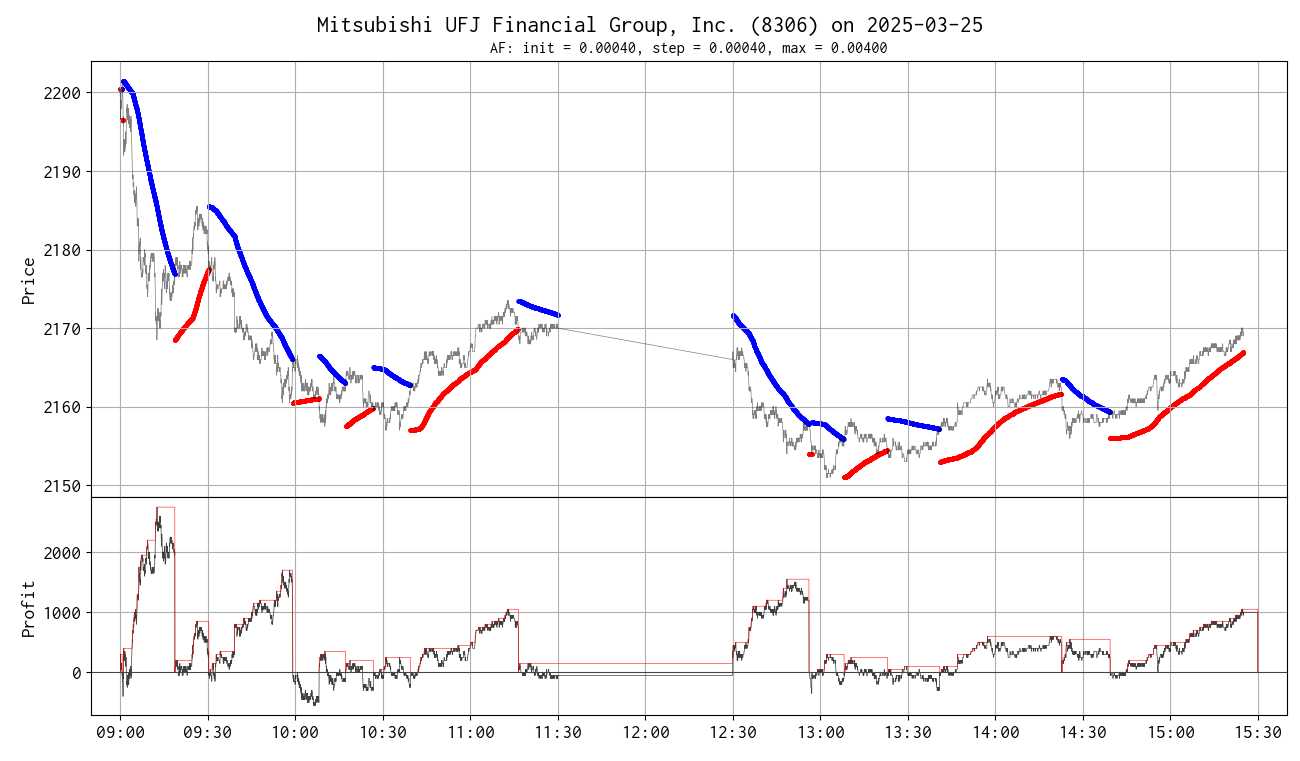 Mitsubishi UFJ Financial Group, Inc. (8306) on 2025-03-25
AF: init = 0.00040, step = 0.00040, max = 0.00400
Price
2200
2190
2180
2170
2160
2150
Profit
2000
1000
0
09:00 09:30 10:00 10:30 11:00 11:30 12:00 12:30 13:00 13:30 14:00 14:30 15:00 15:30